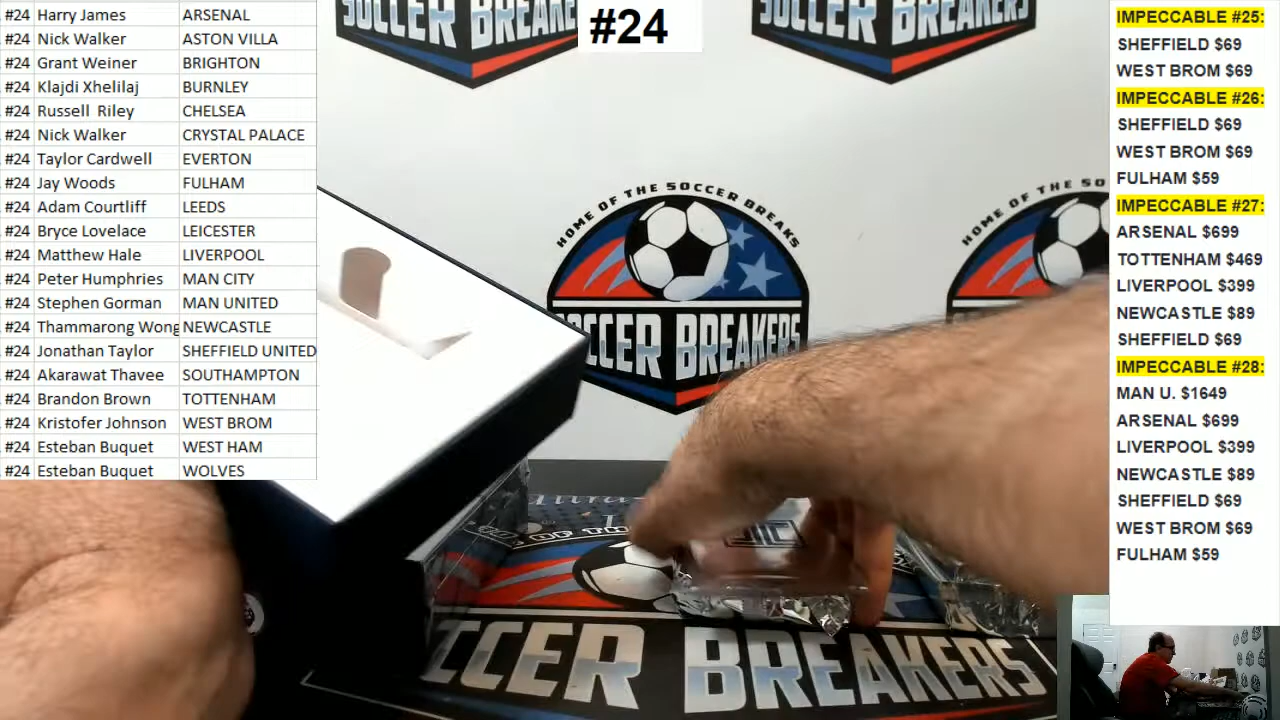 #24 Harry James ARSENAL
#24 Nick Walker ASTON VILLA
#24 Grant Weiner BRIGHTON
#24 Klajdi Xhelilaj BURNLEY
#24 Russell Riley CHELSEA
#24 Nick Walker CRYSTAL PALACE
#24 Taylor Cardwell EVERTON
#24 Jay Woods FULHAM
#24 Adam Courtliff LEEDS
#24 Bryce Lovelace LEICESTER
#24 Matthew Hale LIVERPOOL
#24 Peter Humphries MAN CITY
#24 Stephen Gorman MAN UNITED
#24 Thammarong Wong NEWCASTLE
#24 Jonathan Taylor SHEFFIELD UNITED
#24 Akarawat Thavee SOUTHAMPTON
#24 Brandon Brown TOTTENHAM
#24 Kristofer Johnson WEST BROM
#24 Esteban Buquet WEST HAM
#24 Esteban Buquet WOLVES
SOCCER BREAKE
#24
SOCCER BREAKERS
HOME OF THE SOCCER BREAKS
OCCER BREAKERS
HOME OF THE SO
CCER BREAKERS
IMPECCABLE #25:
SHEFFIELD $69
WEST BROM $69
IMPECCABLE #26:
SHEFFIELD $69
WEST BROM $69
FULHAM $59
IMPECCABLE #27:
ARSENAL $699
TOTTENHAM $469
LIVERPOOL $399
NEWCASTLE $89
SHEFFIELD $69
IMPECCABLE #28:
MAN U. $1649
ARSENAL $699
LIVERPOOL $399
NEWCASTLE $89
SHEFFIELD $69
WEST BROM $69
FULHAM $59